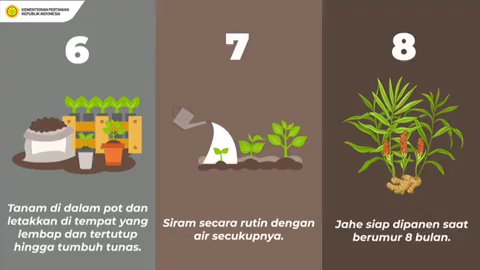 KEMENTERIAN PERTANIAN
REPUBLIK INDONESIA
6
Tanam di dalam pot dan
letakkan di tempat yang
lembap dan tertutup
hingga tumbuh tunas.
7
Siram secara rutin dengan
air secukupnya.
8
Jahe siap dipanen saat
berumur 8 bulan.